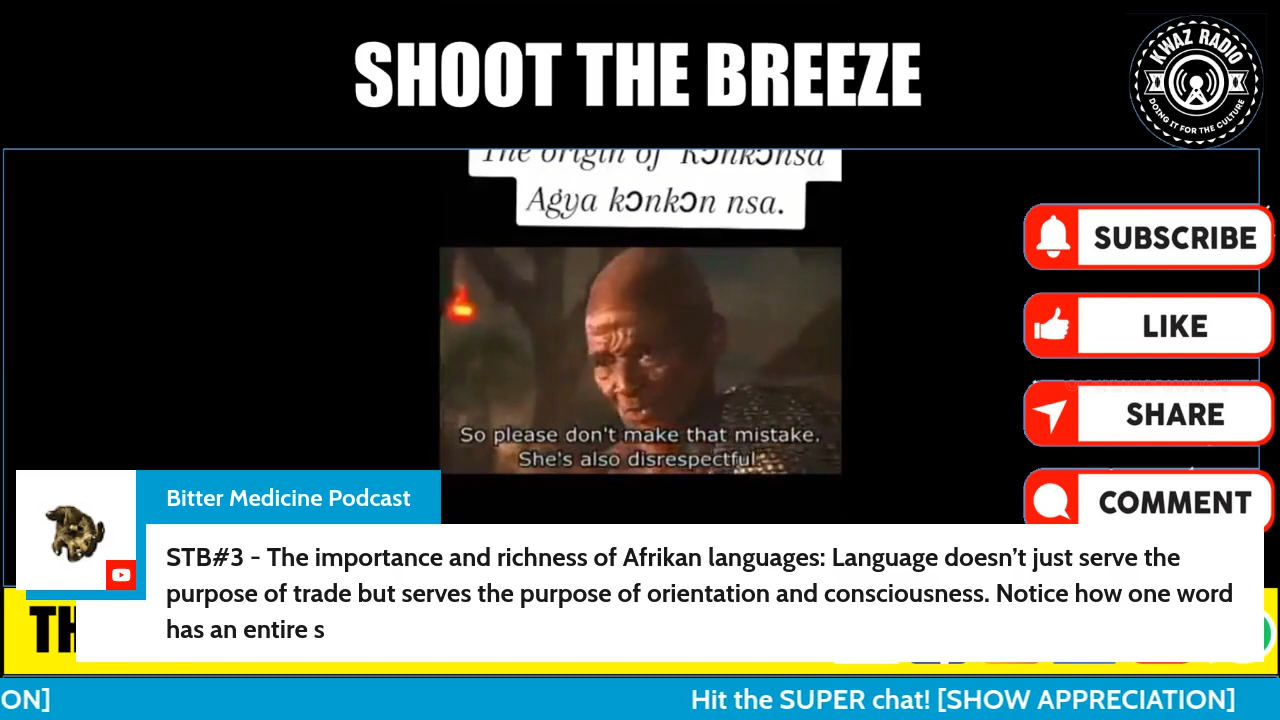 SHOOT THE BREEZE
KWAZ RADIO
DOING IT FOR THE CULTURE
The origin of Kɔnkɔnsa
Agya kɔnkɔn nsa.
So please don't make that mistake.
She's also disrespectful.
SUBSCRIBE
LIKE
SHARE
COMMENT
Bitter Medicine Podcast
STB#3 - The importance and richness of Afrikan languages: Language doesn’t just serve the
purpose of trade but serves the purpose of orientation and consciousness. Notice how one word
has an entire s
TH
ON]
Hit the SUPER chat! [SHOW APPRECIATION]